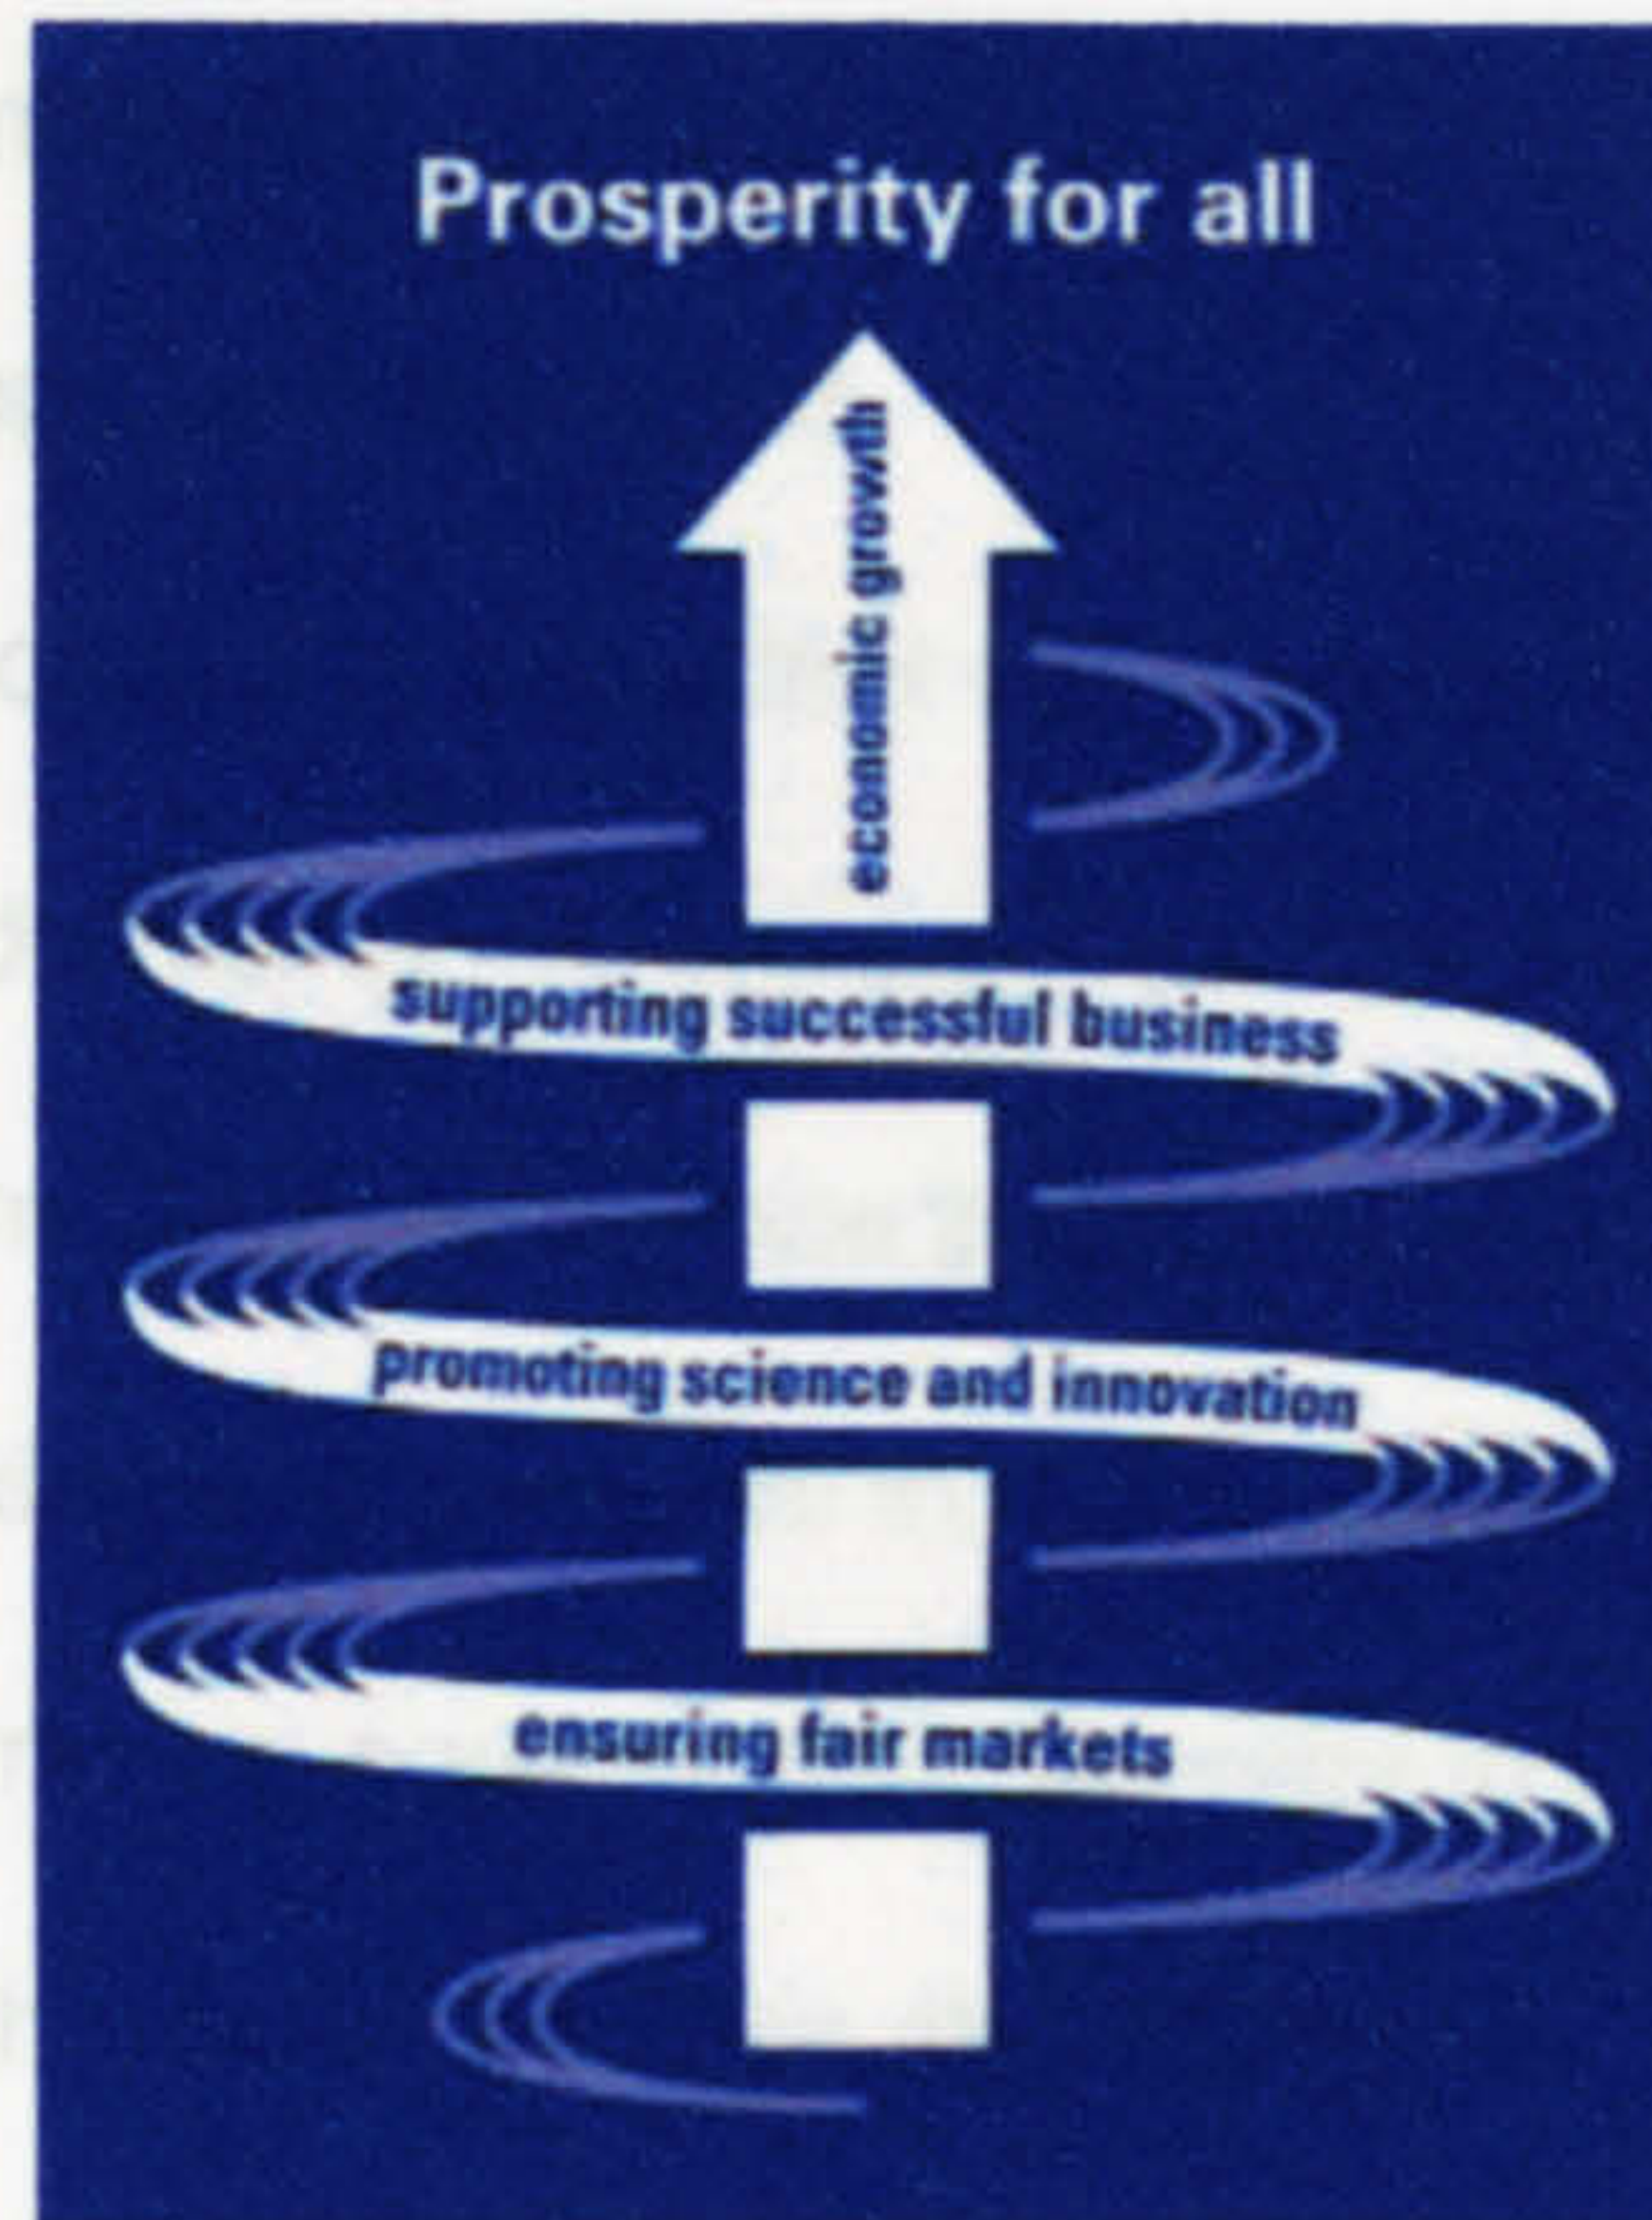 Prosperity for all
economic growth
supporting successful business
promoting science and innovation
ensuring fair markets